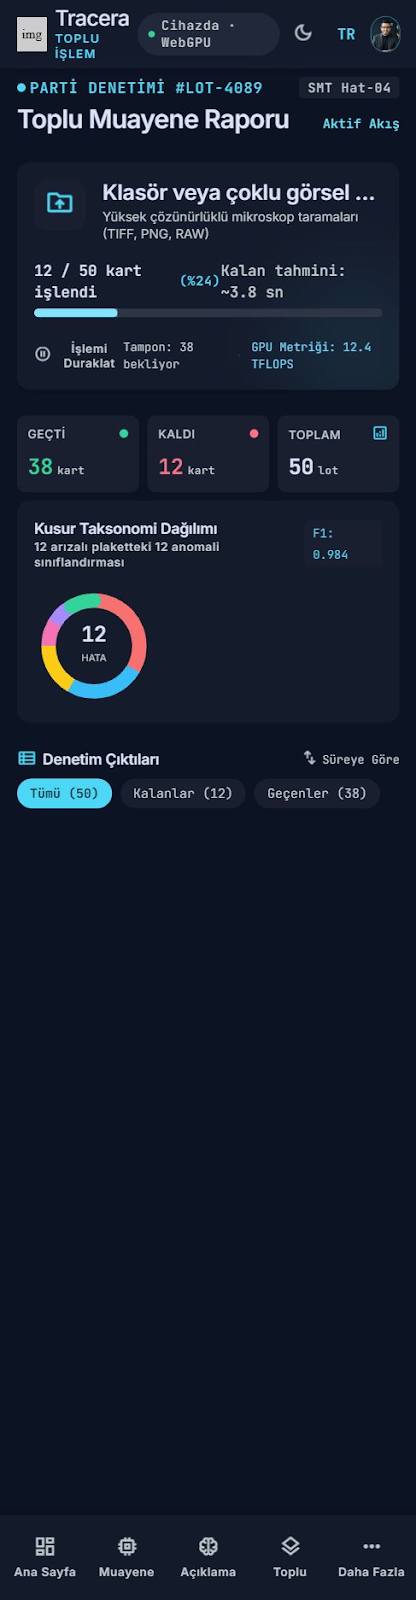 img
Tracera
TOPLU
İŞLEM
Cihazda ·
WebGPU
TR
PARTİ DENETİMİ #LOT-4089
SMT Hat-04
Toplu Muayene Raporu
Aktif Akış
Klasör veya çoklu görsel ...
Yüksek çözünürlüklü mikroskop taramaları
(TIFF, PNG, RAW)
12 / 50 kart
işlendi
(%24)
Kalan tahmini:
~3.8 sn
İşlemi
Duraklat
Tampon: 38
bekliyor
·
GPU Metriği: 12.4
TFLOPS
GEÇTİ
38 kart
KALDI
12 kart
TOPLAM
50 lot
Kusur Taksonomi Dağılımı
12 arızalı plaketteki 12 anomali
sınıflandırması
F1:
0.984
12
HATA
Denetim Çıktıları
Süreye Göre
Tümü (50)
Kalanlar (12)
Geçenler (38)
Ana Sayfa
Muayene
Açıklama
Toplu
Daha Fazla